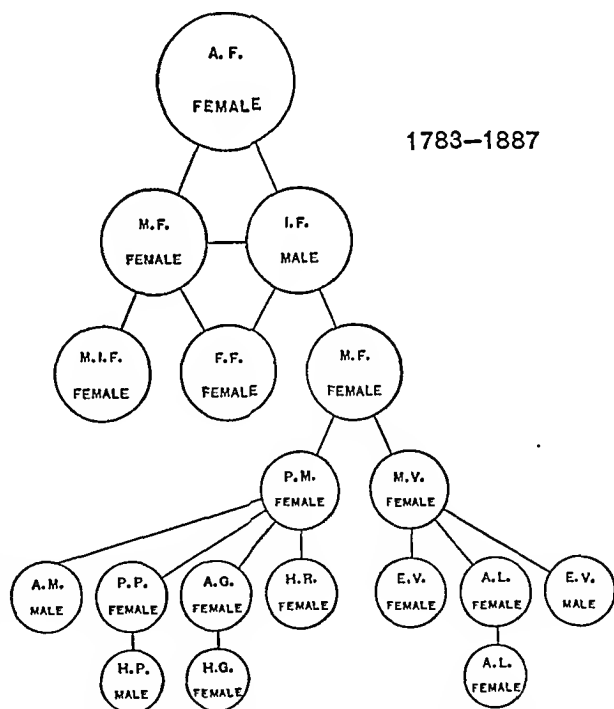 A. F.
FEMALE
1783–1887
M.F.
FEMALE
I.F.
MALE
M.I.F.
FEMALE
F.F.
FEMALE
M.F.
FEMALE
P.M.
FEMALE
M.V.
FEMALE
A.M.
MALE
P.P.
FEMALE
A.G.
FEMALE
H.R.
FEMALE
E.V.
FEMALE
A.L.
FEMALE
E.V.
MALE
H.P.
MALE
H.G.
FEMALE
A.L.
FEMALE